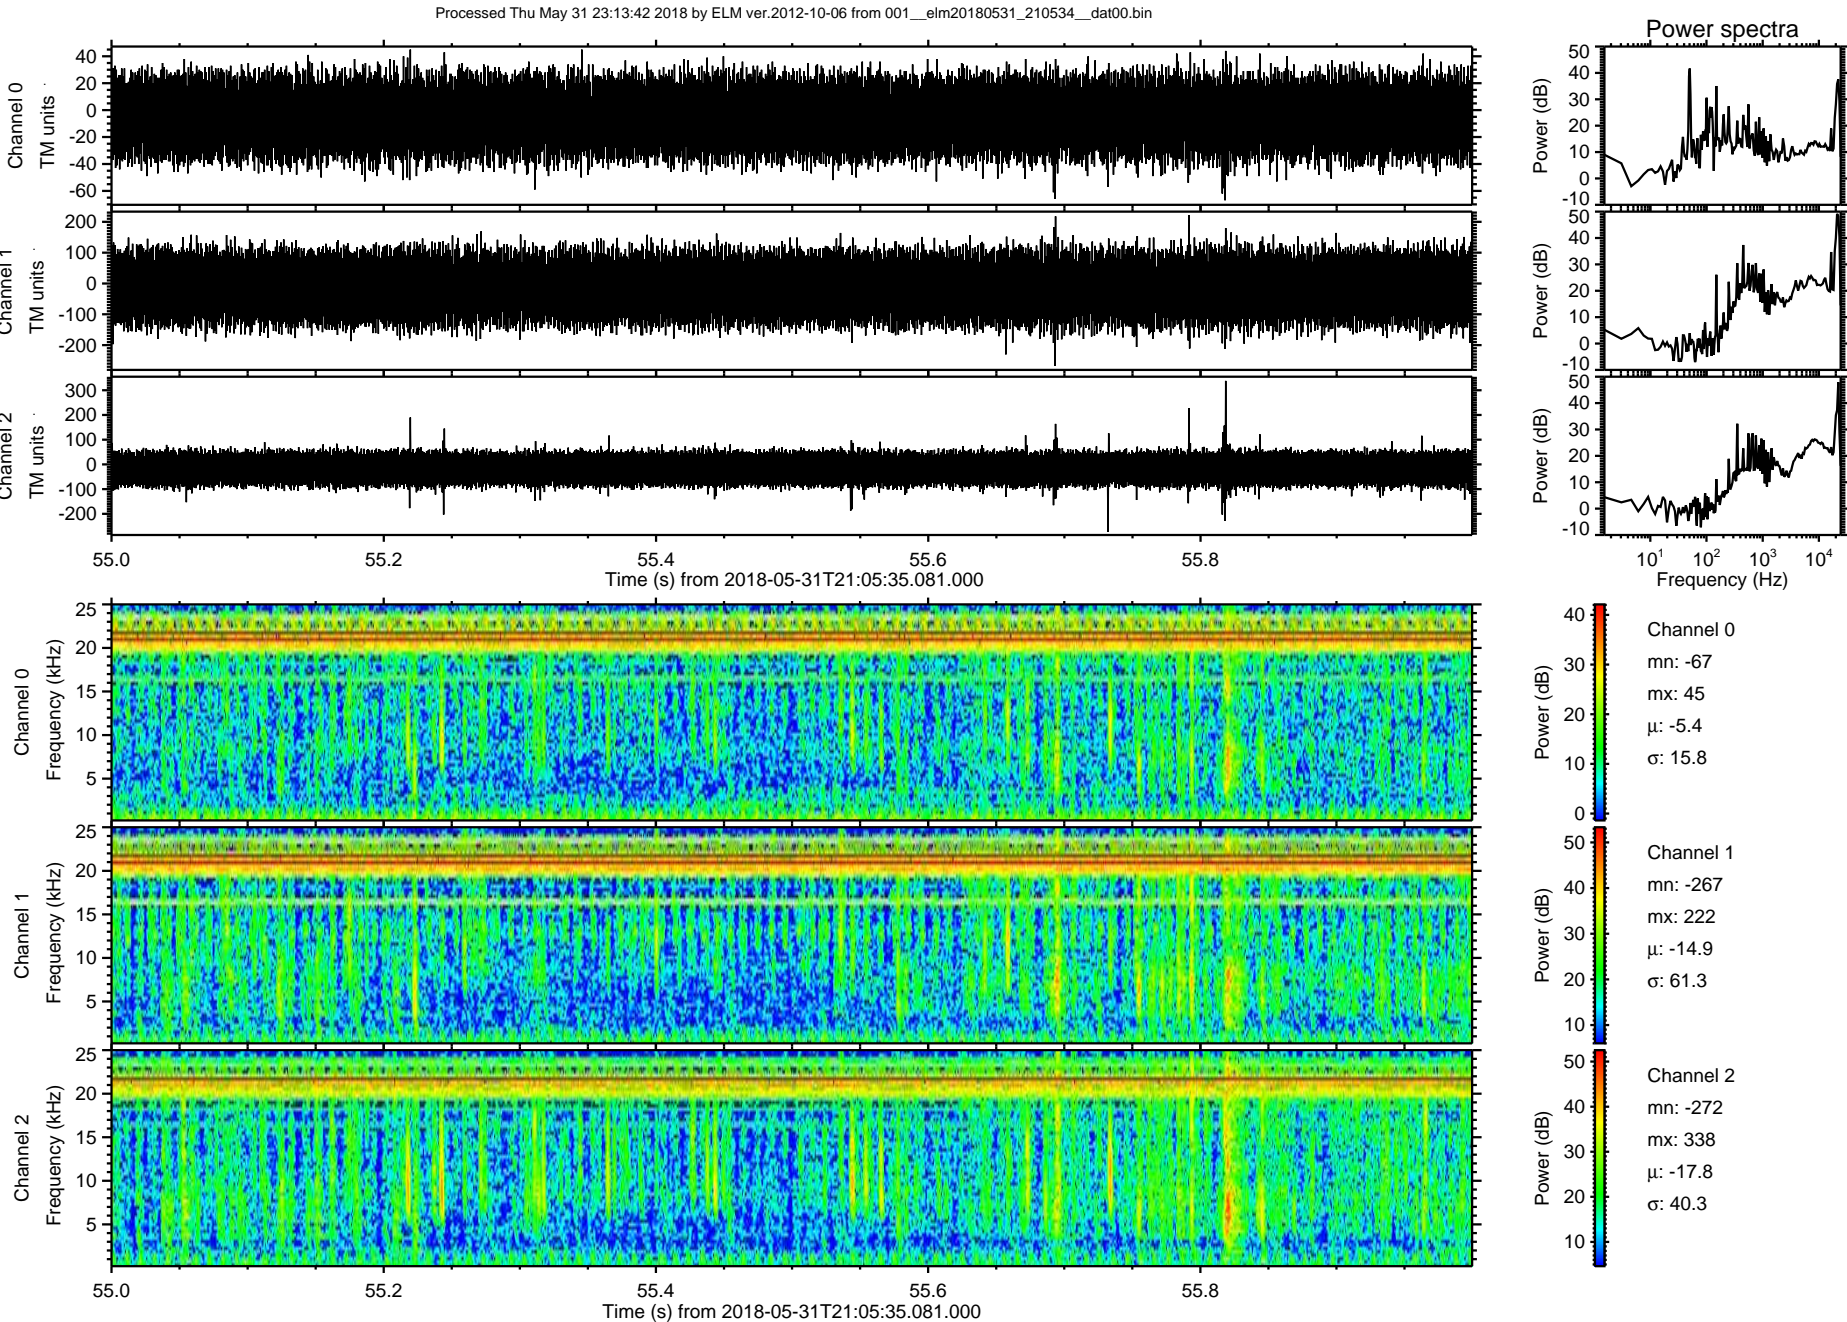 Processed Thu May 31 23:13:42 2018 by ELM ver.2012-10-06 from 001__elm20180531_210534__dat00.bin
Power spectra
Channel 0
TM units
40
20
0
-20
-40
-60
Power (dB)
50
40
30
20
10
0
-10
Channel 1
TM units
200
100
0
-100
-200
Power (dB)
50
40
30
20
10
0
-10
Channel 2
TM units
300
200
100
0
-100
-200
Power (dB)
50
40
30
20
10
0
-10
55.0 55.2 55.4 55.6 55.8
Time (s) from 2018-05-31T21:05:35.081.000
10¹ 10² 10³ 10⁴
Frequency (Hz)
Channel 0
Frequency (kHz)
25
20
15
10
5
Power (dB)
40
30
20
10
0
Channel 0
mn: -67
mx: 45
μ: -5.4
σ: 15.8
Channel 1
Frequency (kHz)
25
20
15
10
5
Power (dB)
50
40
30
20
10
Channel 1
mn: -267
mx: 222
μ: -14.9
σ: 61.3
Channel 2
Frequency (kHz)
25
20
15
10
5
Power (dB)
50
40
30
20
10
Channel 2
mn: -272
mx: 338
μ: -17.8
σ: 40.3
55.0 55.2 55.4 55.6 55.8
Time (s) from 2018-05-31T21:05:35.081.000